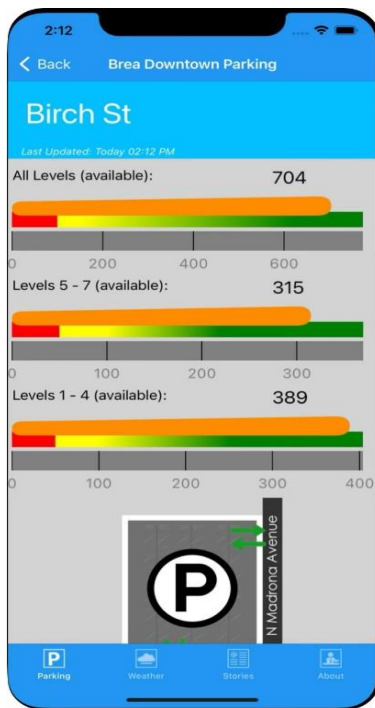 2:12
Back Brea Downtown Parking
Birch St
Last Updated: Today 02:12 PM
All Levels (available): 704
0 200 400 600
Levels 5 - 7 (available): 315
0 100 200 300
Levels 1 - 4 (available): 389
0 100 200 300 400
P
N Madrona Avenue
P
Parking Weather Stories About